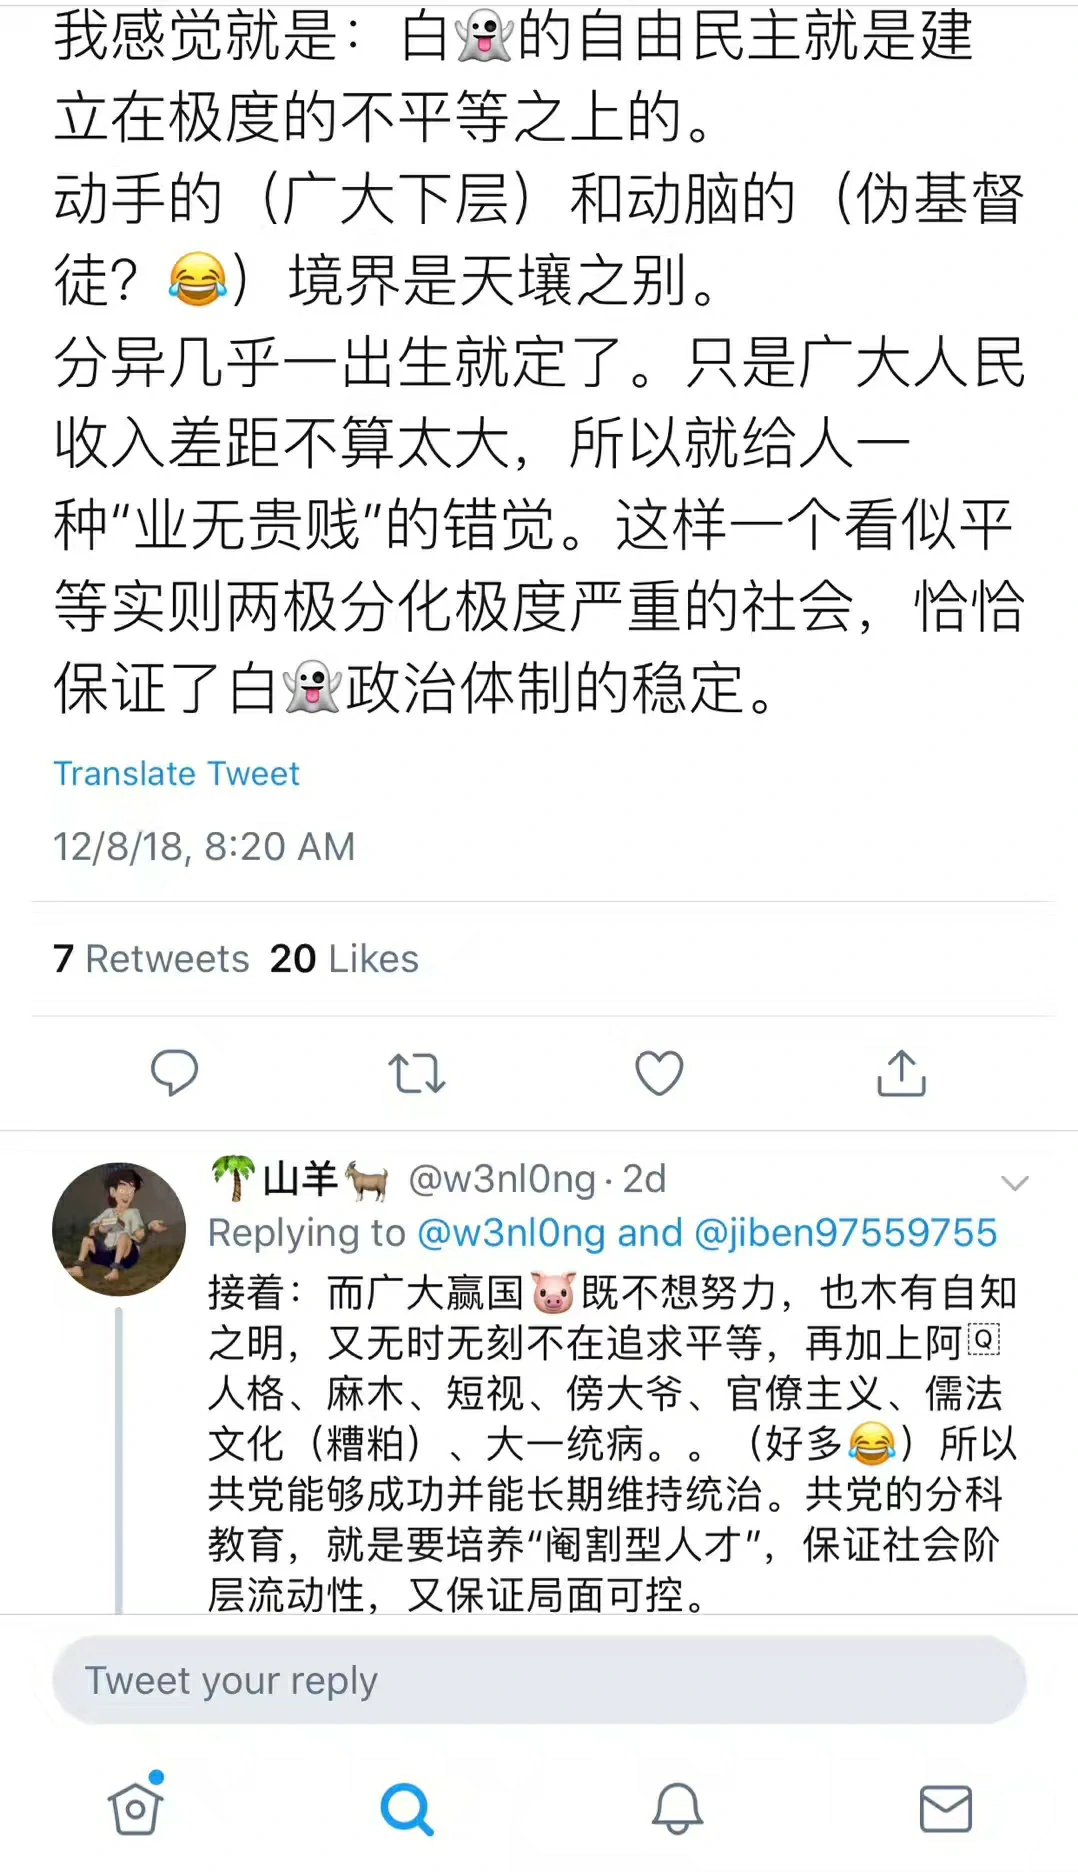 我感觉就是：白👻的自由民主就是建
立在极度的不平等之上的。
动手的（广大下层）和动脑的（伪基督
徒？😂）境界是天壤之别。
分异几乎一出生就定了。只是广大人民
收入差距不算太大，所以就给人一
种“业无贵贱”的错觉。这样一个看似平
等实则两极分化极度严重的社会，恰恰
保证了白👻政治体制的稳定。
Translate Tweet
12/8/18, 8:20 AM
7 Retweets 20 Likes
🌴山羊🐐 @w3nl0ng · 2d
Replying to @w3nl0ng and @jiben97559755
接着：而广大赢国🐷既不想努力，也木有自知
之明，又无时无刻不在追求平等，再加上阿🇶
人格、麻木、短视、傍大爷、官僚主义、儒法
文化（糟粕）、大一统病。。（好多😂）所以
共党能够成功并能长期维持统治。共党的分科
教育，就是要培养“阉割型人才”，保证社会阶
层流动性，又保证局面可控。
Tweet your reply